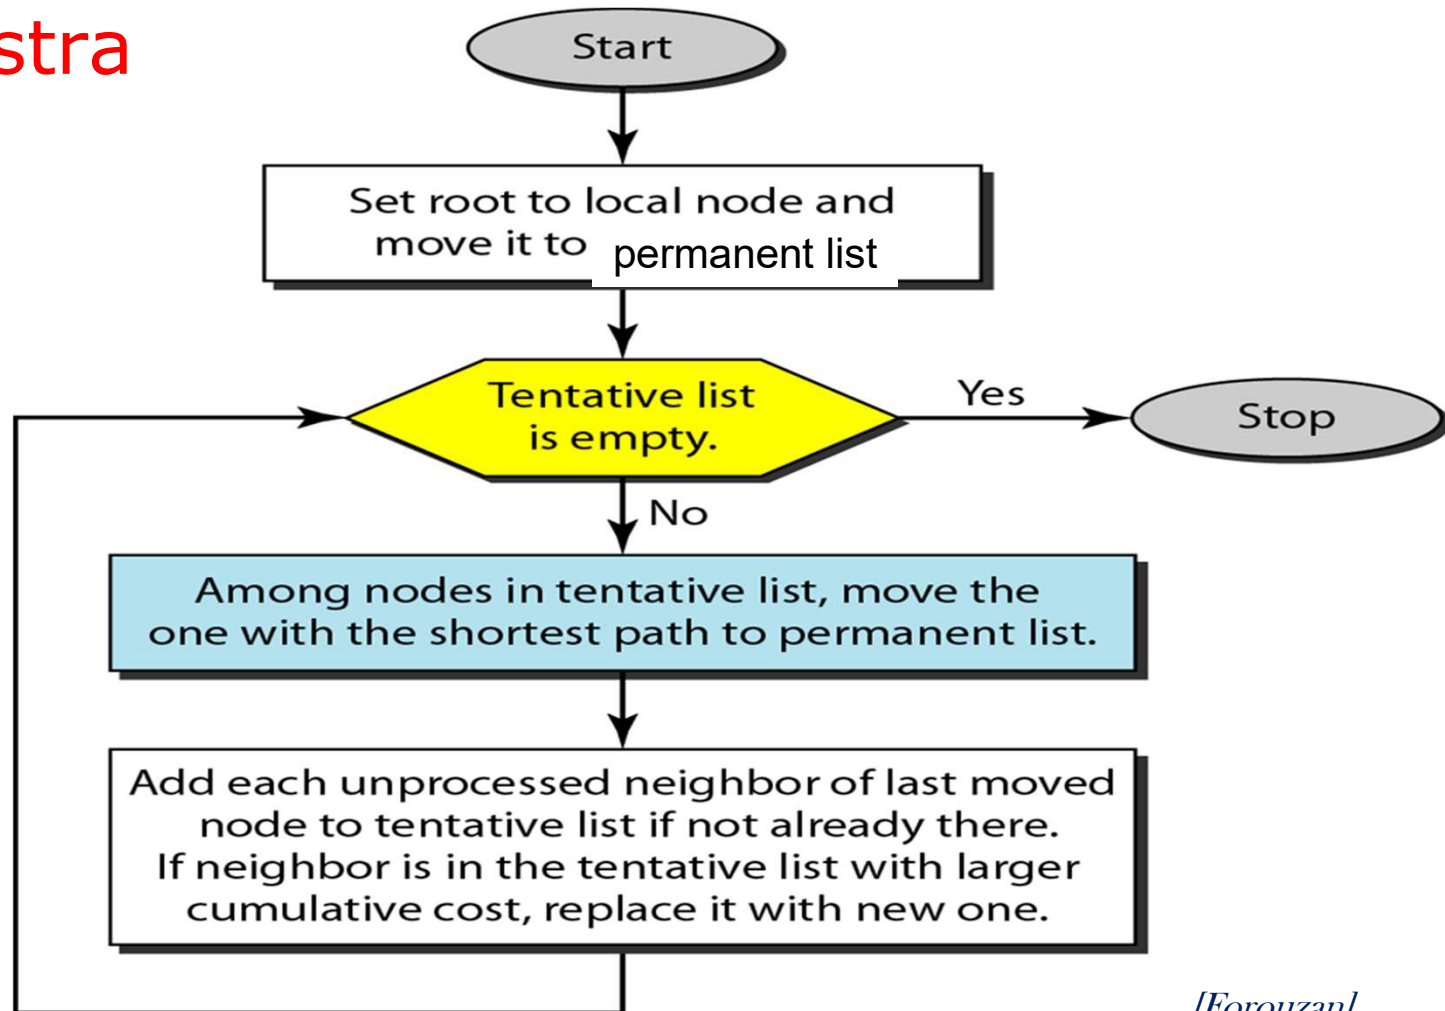 stra
Start
Set root to local node and
move it to permanent list
Tentative list
is empty.
Yes
Stop
No
Among nodes in tentative list, move the
one with the shortest path to permanent list.
Add each unprocessed neighbor of last moved
node to tentative list if not already there.
If neighbor is in the tentative list with larger
cumulative cost, replace it with new one.
[Forouzan]